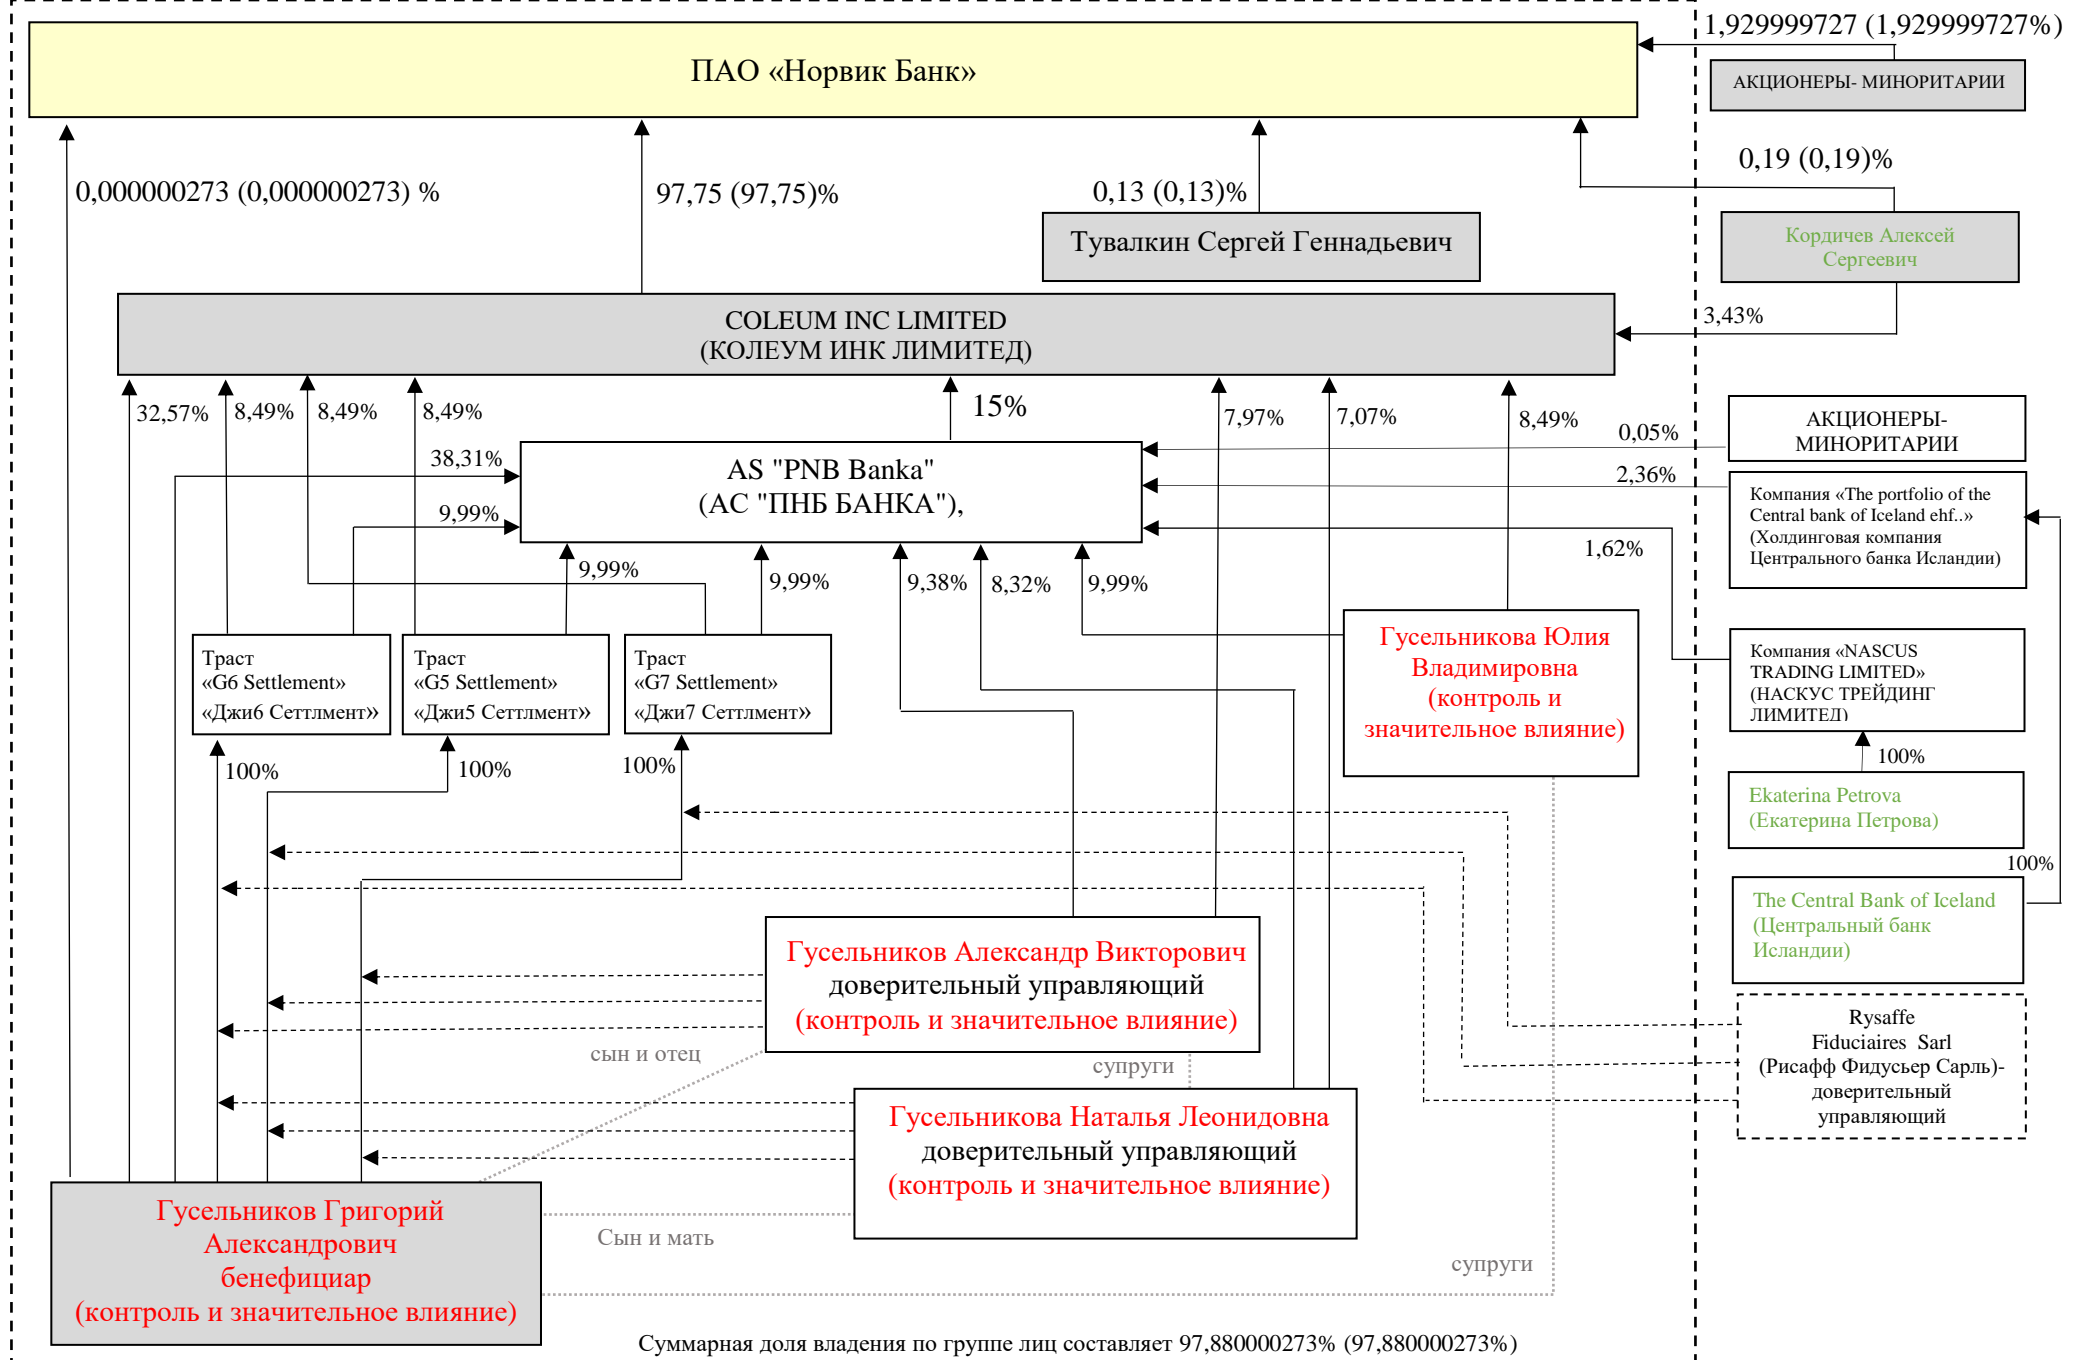 1,929999727 (1,929999727%)
ПАО «Норвик Банк»
АКЦИОНЕРЫ- МИНОРИТАРИИ
0,19 (0,19)%
0,000000273 (0,000000273) %
97,75 (97,75)%
0,13 (0,13)%
Тувалкин Сергей Геннадьевич
Кордичев Алексей
Сергеевич
COLEUM INC LIMITED
(КОЛЕУМ ИНК ЛИМИТЕД)
3,43%
32,57%
8,49%
8,49%
8,49%
15%
7,97%
7,07%
8,49%
АКЦИОНЕРЫ-
МИНОРИТАРИИ
0,05%
38,31%
AS "PNB Banka"
(АС "ПНБ БАНКА"),
2,36%
Компания «The portfolio of the
Central bank of Iceland ehf..»
(Холдинговая компания
Центрального банка Исландии)
9,99%
1,62%
9,99%
9,99%
9,38%
8,32%
9,99%
Траст
«G6 Settlement»
«Джи6 Сеттлмент»
Траст
«G5 Settlement»
«Джи5 Сеттлмент»
Траст
«G7 Settlement»
«Джи7 Сеттлмент»
Гусельникова Юлия
Владимировна
(контроль и
значительное влияние)
Компания «NASCUS
TRADING LIMITED»
(НАСКУС ТРЕЙДИНГ
ЛИМИТЕД)
100%
100%
100%
100%
Ekaterina Petrova
(Екатерина Петрова)
100%
The Central Bank of Iceland
(Центральный банк
Исландии)
Гусельников Александр Викторович
доверительный управляющий
(контроль и значительное влияние)
Rysaffe
Fiduciaires Sarl
(Рисафф Фидусьер Сарль)-
доверительный
управляющий
сын и отец
супруги
Гусельникова Наталья Леонидовна
доверительный управляющий
(контроль и значительное влияние)
Гусельников Григорий
Александрович
бенефициар
(контроль и значительное влияние)
Сын и мать
супруги
Суммарная доля владения по группе лиц составляет 97,880000273% (97,880000273%)